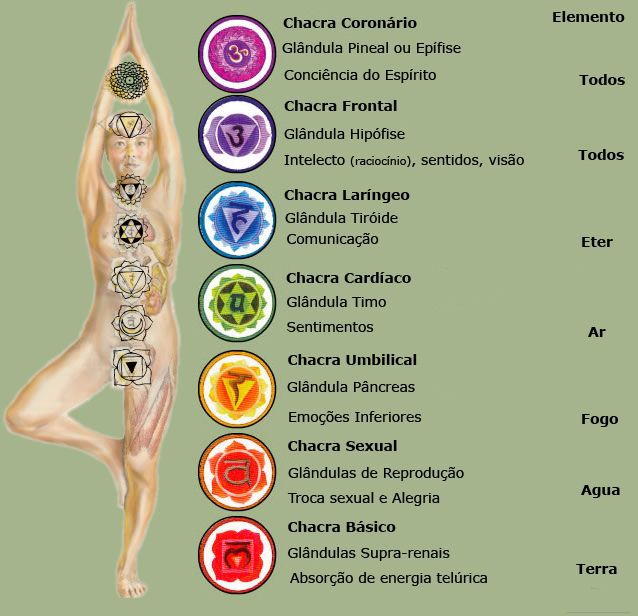 Elemento
Chacra Coronário
Glândula Pineal ou Epífise
Conciência do Espírito
Todos
Chacra Frontal
Glândula Hipófise
Intelecto (raciocínio), sentidos, visão
Todos
Chacra Laríngeo
Glândula Tiróide
Comunicação
Eter
Chacra Cardíaco
Glândula Timo
Sentimentos
Ar
Chacra Umbilical
Glândula Pâncreas
Emoções Inferiores
Fogo
Chacra Sexual
Glândulas de Reprodução
Troca sexual e Alegria
Agua
Chacra Básico
Glândulas Supra-renais
Absorção de energia telúrica
Terra